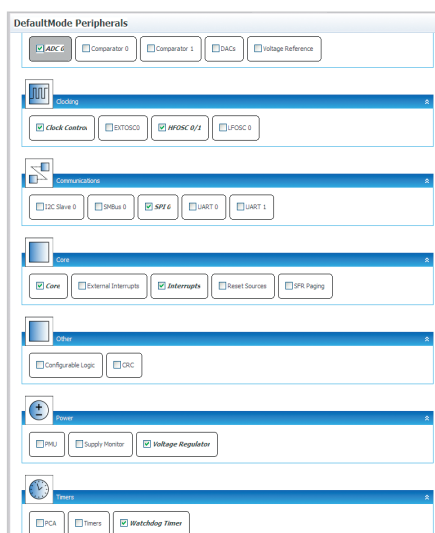 DefaultMode Peripherals
ADC 0 Comparator 0 Comparator 1 DACs Voltage Reference
Clocking
Clock Control EXTOSC0 HFOSC 0/1 LFOSC 0
Communications
I2C Slave 0 SMBus 0 SPI 0 UART 0 UART 1
Core
Core External Interrupts Interrupts Reset Sources SFR Paging
Other
Configurable Logic CRC
Power
PMU Supply Monitor Voltage Regulator
Timers
PCA Timers Watchdog Timer